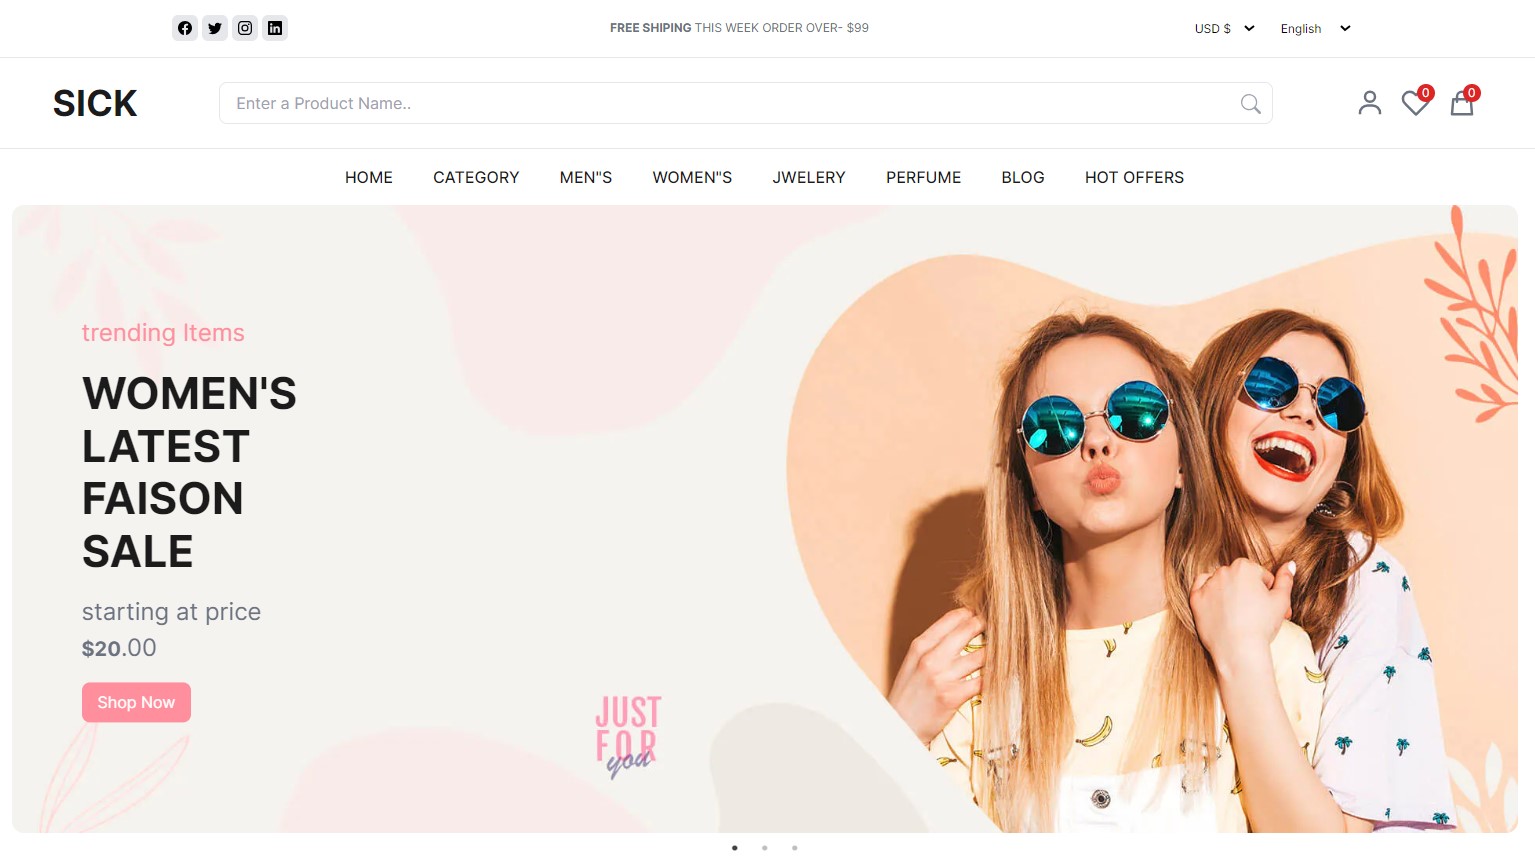 FREE SHIPING THIS WEEK ORDER OVER- $99
USD $
English
SICK
Enter a Product Name..
0
0
HOME
CATEGORY
MEN"S
WOMEN"S
JWELERY
PERFUME
BLOG
HOT OFFERS
trending Items
WOMEN'S
LATEST
FAISON
SALE
starting at price
$20.00
Shop Now
JUST
FOR
you